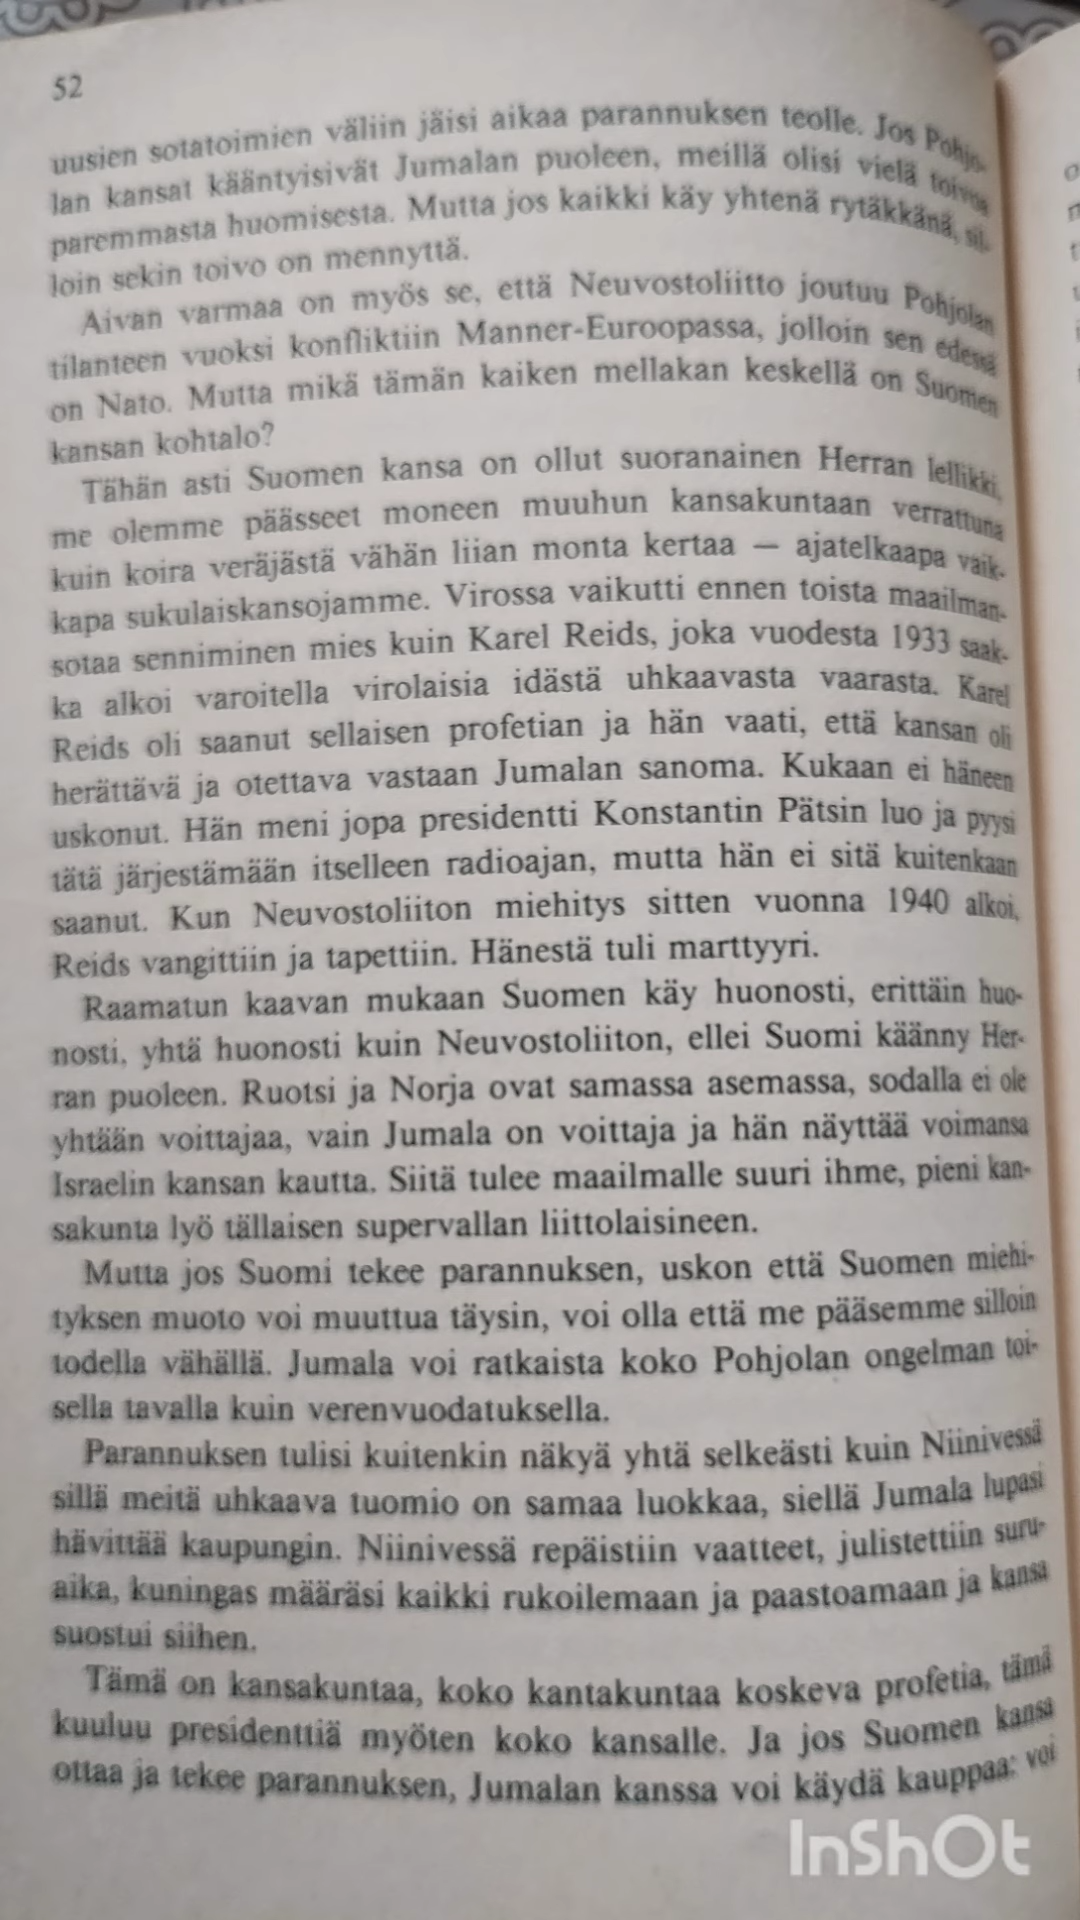 52
uusien sotatoimien väliin jäisi aikaa parannuksen teolle. Jos Pohjo-
lan kansat kääntyisivät Jumalan puoleen, meillä olisi vielä toivoa
paremmasta huomisesta. Mutta jos kaikki käy yhtenä rytäkkänä, sil-
loin sekin toivo on mennyttä.
Aivan varmaa on myös se, että Neuvostoliitto joutuu Pohjolan
tilanteen vuoksi konfliktiin Manner-Euroopassa, jolloin sen edessä
on Nato. Mutta mikä tämän kaiken mellakan keskellä on Suomen
kansan kohtalo?
Tähän asti Suomen kansa on ollut suoranainen Herran lellikki,
me olemme päässeet moneen muuhun kansakuntaan verrattuna
kuin koira veräjästä vähän liian monta kertaa — ajatelkaapa vaik-
kapa sukulaiskansojamme. Virossa vaikutti ennen toista maailman-
sotaa senniminen mies kuin Karel Reids, joka vuodesta 1933 saak-
ka alkoi varoitella virolaisia idästä uhkaavasta vaarasta. Karel
Reids oli saanut sellaisen profetian ja hän vaati, että kansan oli
herättävä ja otettava vastaan Jumalan sanoma. Kukaan ei häneen
uskonut. Hän meni jopa presidentti Konstantin Pätsin luo ja pyysi
tätä järjestämään itselleen radioajan, mutta hän ei sitä kuitenkaan
saanut. Kun Neuvostoliiton miehitys sitten vuonna 1940 alkoi,
Reids vangittiin ja tapettiin. Hänestä tuli marttyyri.
Raamatun kaavan mukaan Suomen käy huonosti, erittäin huo-
nosti, yhtä huonosti kuin Neuvostoliiton, ellei Suomi käänny Her-
ran puoleen. Ruotsi ja Norja ovat samassa asemassa, sodalla ei ole
yhtään voittajaa, vain Jumala on voittaja ja hän näyttää voimansa
Israelin kansan kautta. Siitä tulee maailmalle suuri ihme, pieni kan-
sakunta lyö tällaisen supervallan liittolaisineen.
Mutta jos Suomi tekee parannuksen, uskon että Suomen miehi-
tyksen muoto voi muuttua täysin, voi olla että me pääsemme silloin
todella vähällä. Jumala voi ratkaista koko Pohjolan ongelman toi-
sella tavalla kuin verenvuodatuksella.
Parannuksen tulisi kuitenkin näkyä yhtä selkeästi kuin Niinivessä
sillä meitä uhkaava tuomio on samaa luokkaa, siellä Jumala lupasi
hävittää kaupungin. Niinivessä repäistiin vaatteet, julistettiin suru-
aika, kuningas määräsi kaikki rukoilemaan ja paastoamaan ja kansa
suostui siihen.
Tämä on kansakuntaa, koko kantakuntaa koskeva profetia, tämä
kuuluu presidenttiä myöten koko kansalle. Ja jos Suomen kansa
ottaa ja tekee parannuksen, Jumalan kanssa voi käydä kauppaa: voi
InShOt